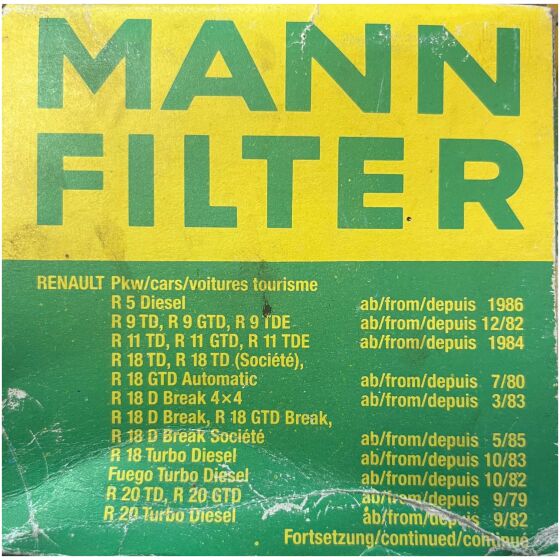 MANN
FILTER
RENAULT Pkw/cars/voitures tourisme
R 5 Diesel ab/from/depuis 1986
R 9 TD, R 9 GTD, R 9 TDE ab/from/depuis 12/82
R 11 TD, R 11 GTD, R 11 TDE ab/from/depuis 1984
R 18 TD, R 18 TD (Société),
R 18 GTD Automatic ab/from/depuis 7/80
R 18 D Break 4×4 ab/from/depuis 3/83
R 18 D Break, R 18 GTD Break,
R 18 D Break Société ab/from/depuis 5/85
R 18 Turbo Diesel ab/from/depuis 10/83
Fuego Turbo Diesel ab/from/depuis 10/82
R 20 TD, R 20 GTD ab/from/depuis 9/79
R 20 Turbo Diesel ab/from/depuis 9/82
Fortsetzung/continued/continué